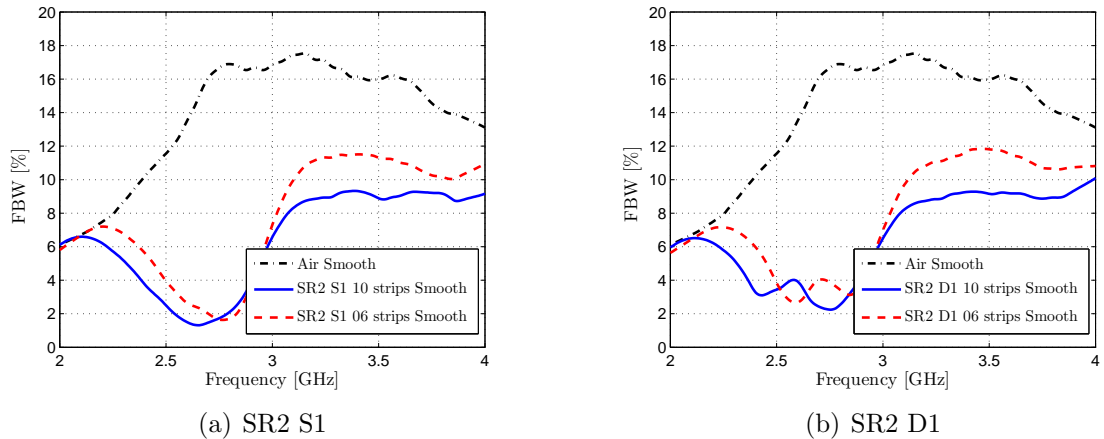 20
18
16
14
12
10
8
6
4
2
0
FBW [%]
2 2.5 3 3.5 4
Frequency [GHz]
Air Smooth
SR2 S1 10 strips Smooth
SR2 S1 06 strips Smooth
(a) SR2 S1
20
18
16
14
12
10
8
6
4
2
0
FBW [%]
2 2.5 3 3.5 4
Frequency [GHz]
Air Smooth
SR2 D1 10 strips Smooth
SR2 D1 06 strips Smooth
(b) SR2 D1